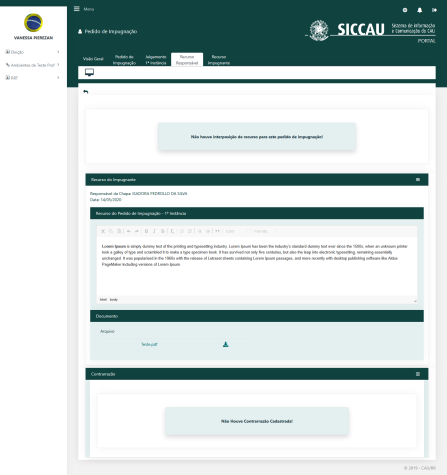 Menu
VANESSA PIEREZAN
Pedido de Impugnação
SICCAU
Sistema de Informação
e Comunicação do CAU
PORTAL
Eleição
Ambientes de Teste
PAT
Visão Geral
Pedido de
Impugnação
Julgamento
1ª Instância
Recurso
Responsável
Recurso
Impugnante
Não houve interposição de recurso para este pedido de impugnação!
Recurso do Impugnante
Responsável da Chapa: ISADORA PEDROLLO DA SILVA
Data: 14/05/2020
Recurso do Pedido de Impugnação - 1ª Instância
Lorem Ipsum is simply dummy text of the printing and typesetting industry. Lorem Ipsum has been the industry's standard dummy text ever since the 1500s, when an unknown printer
took a galley of type and scrambled it to make a type specimen book. It has survived not only five centuries, but also the leap into electronic typesetting, remaining essentially
unchanged. It was popularised in the 1960s with the release of Letraset sheets containing Lorem Ipsum passages, and more recently with desktop publishing software like Aldus
PageMaker including versions of Lorem Ipsum.
html body
Documento
Arquivo:
Teste.pdf
Contrarrazão
Não Houve Contrarrazão Cadastrada!
© 2019 - CAU/BR